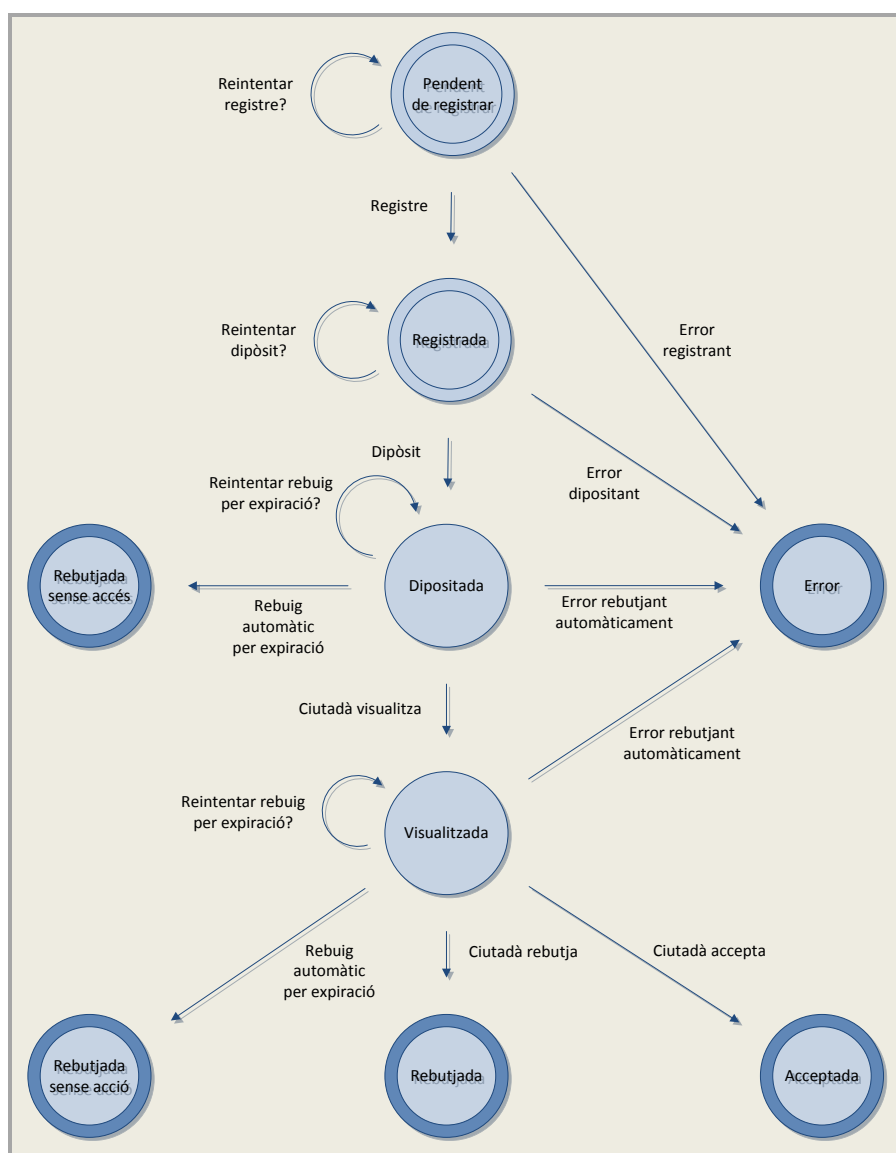 Pendent
de registrar
Reintentar
registre?
Registre
Error
registrant
Reintentar
dipòsit?
Registrada
Dipòsit
Error
dipositant
Reintentar rebuig
per expiració?
Rebutjada
sense accés
Dipositada
Error
Rebuig
automàtic
per expiració
Error rebutjant
automàticament
Ciutadà visualitza
Error rebutjant
automàticament
Reintentar rebuig
per expiració?
Visualitzada
Rebuig
automàtic
per expiració
Ciutadà rebutja
Ciutadà accepta
Rebutjada
sense acció
Rebutjada
Acceptada